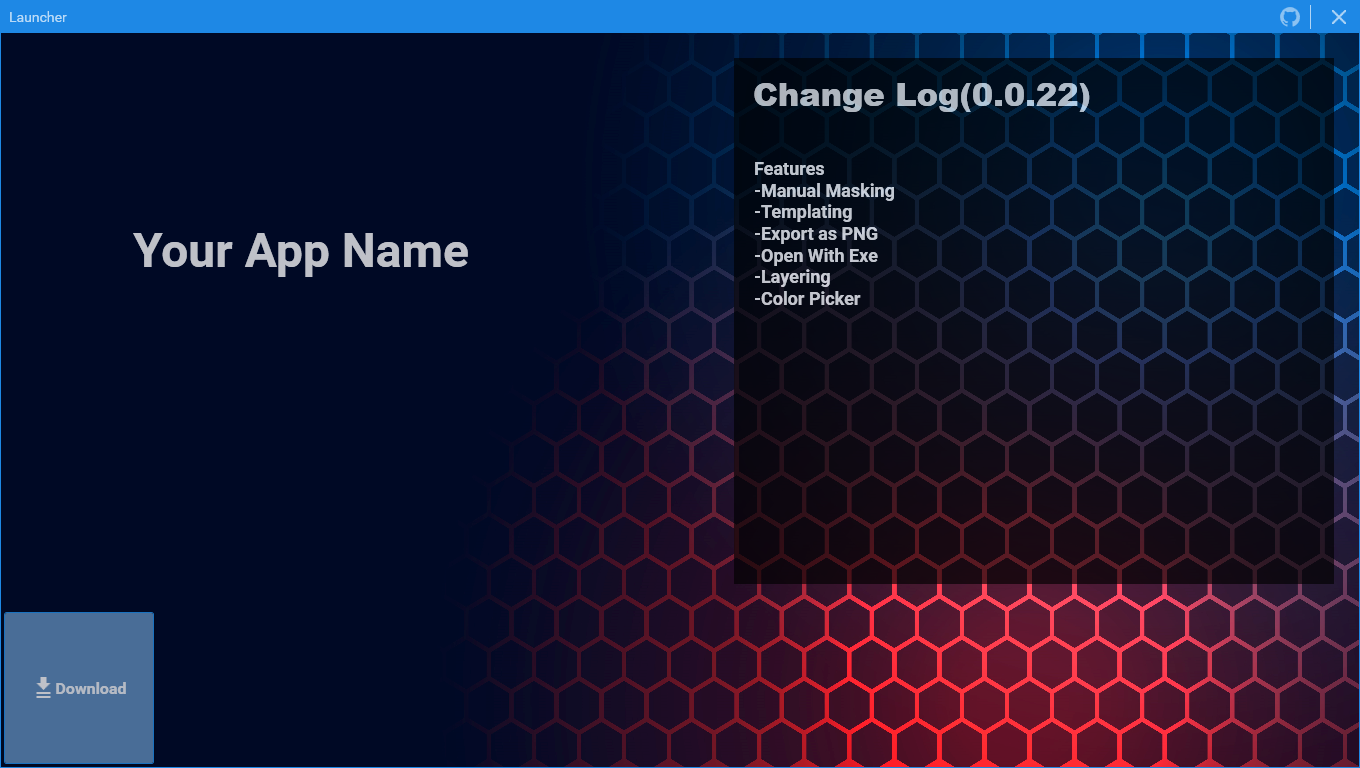 Launcher
Change Log(0.0.22)
Features
-Manual Masking
-Templating
-Export as PNG
-Open With Exe
-Layering
-Color Picker
Your App Name
Download